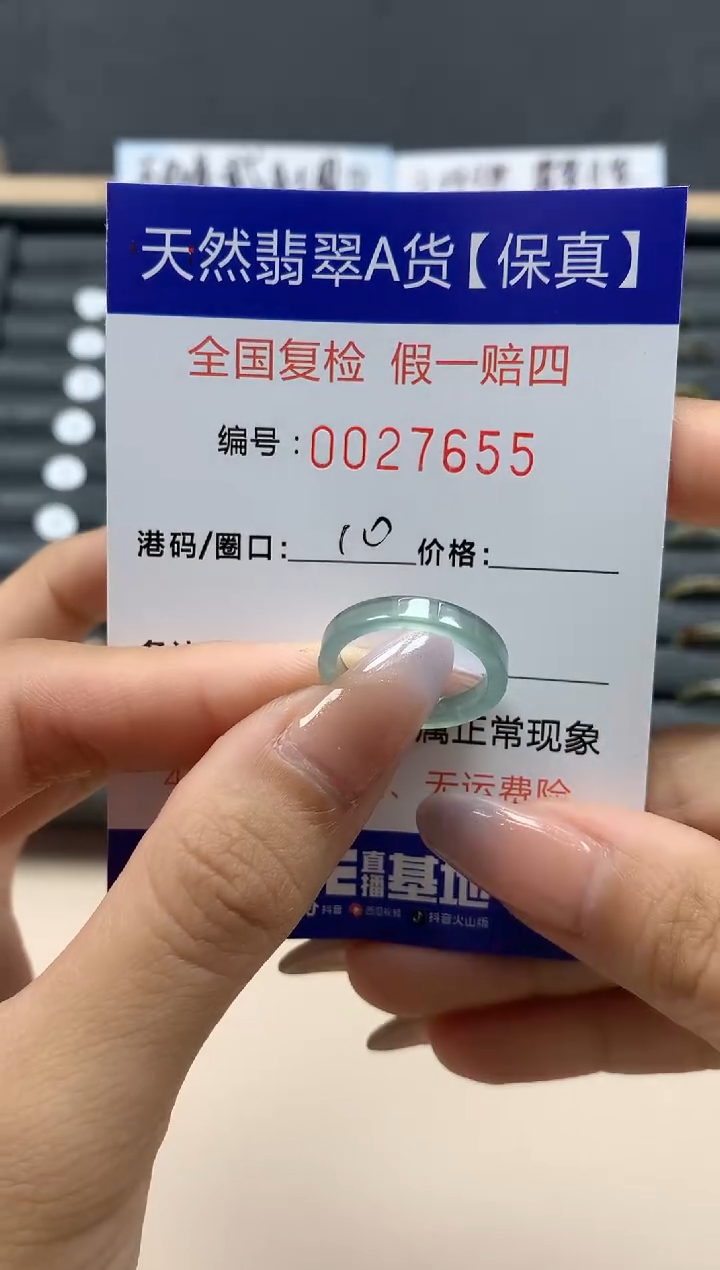 天然翡翠A货【保真】
全国复检 假一赔四
编号:0027655
港码/圈口: 10 价格:
属正常现象
、无运费险
直播基地
抖音 西瓜视频 抖音火山版